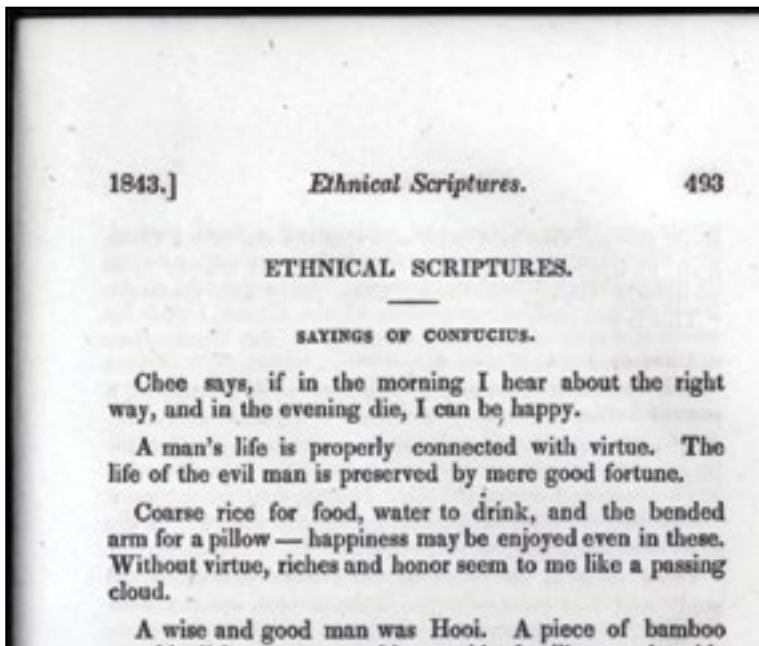 1843.] Ethnical Scriptures. 493
ETHNICAL SCRIPTURES.
SAYINGS OF CONFUCIUS.
Chee says, if in the morning I hear about the right
way, and in the evening die, I can be happy.
A man's life is properly connected with virtue. The
life of the evil man is preserved by mere good fortune.
Coarse rice for food, water to drink, and the bended
arm for a pillow — happiness may be enjoyed even in these.
Without virtue, riches and honor seem to me like a passing
cloud.
A wise and good man was Hooi. A piece of bamboo